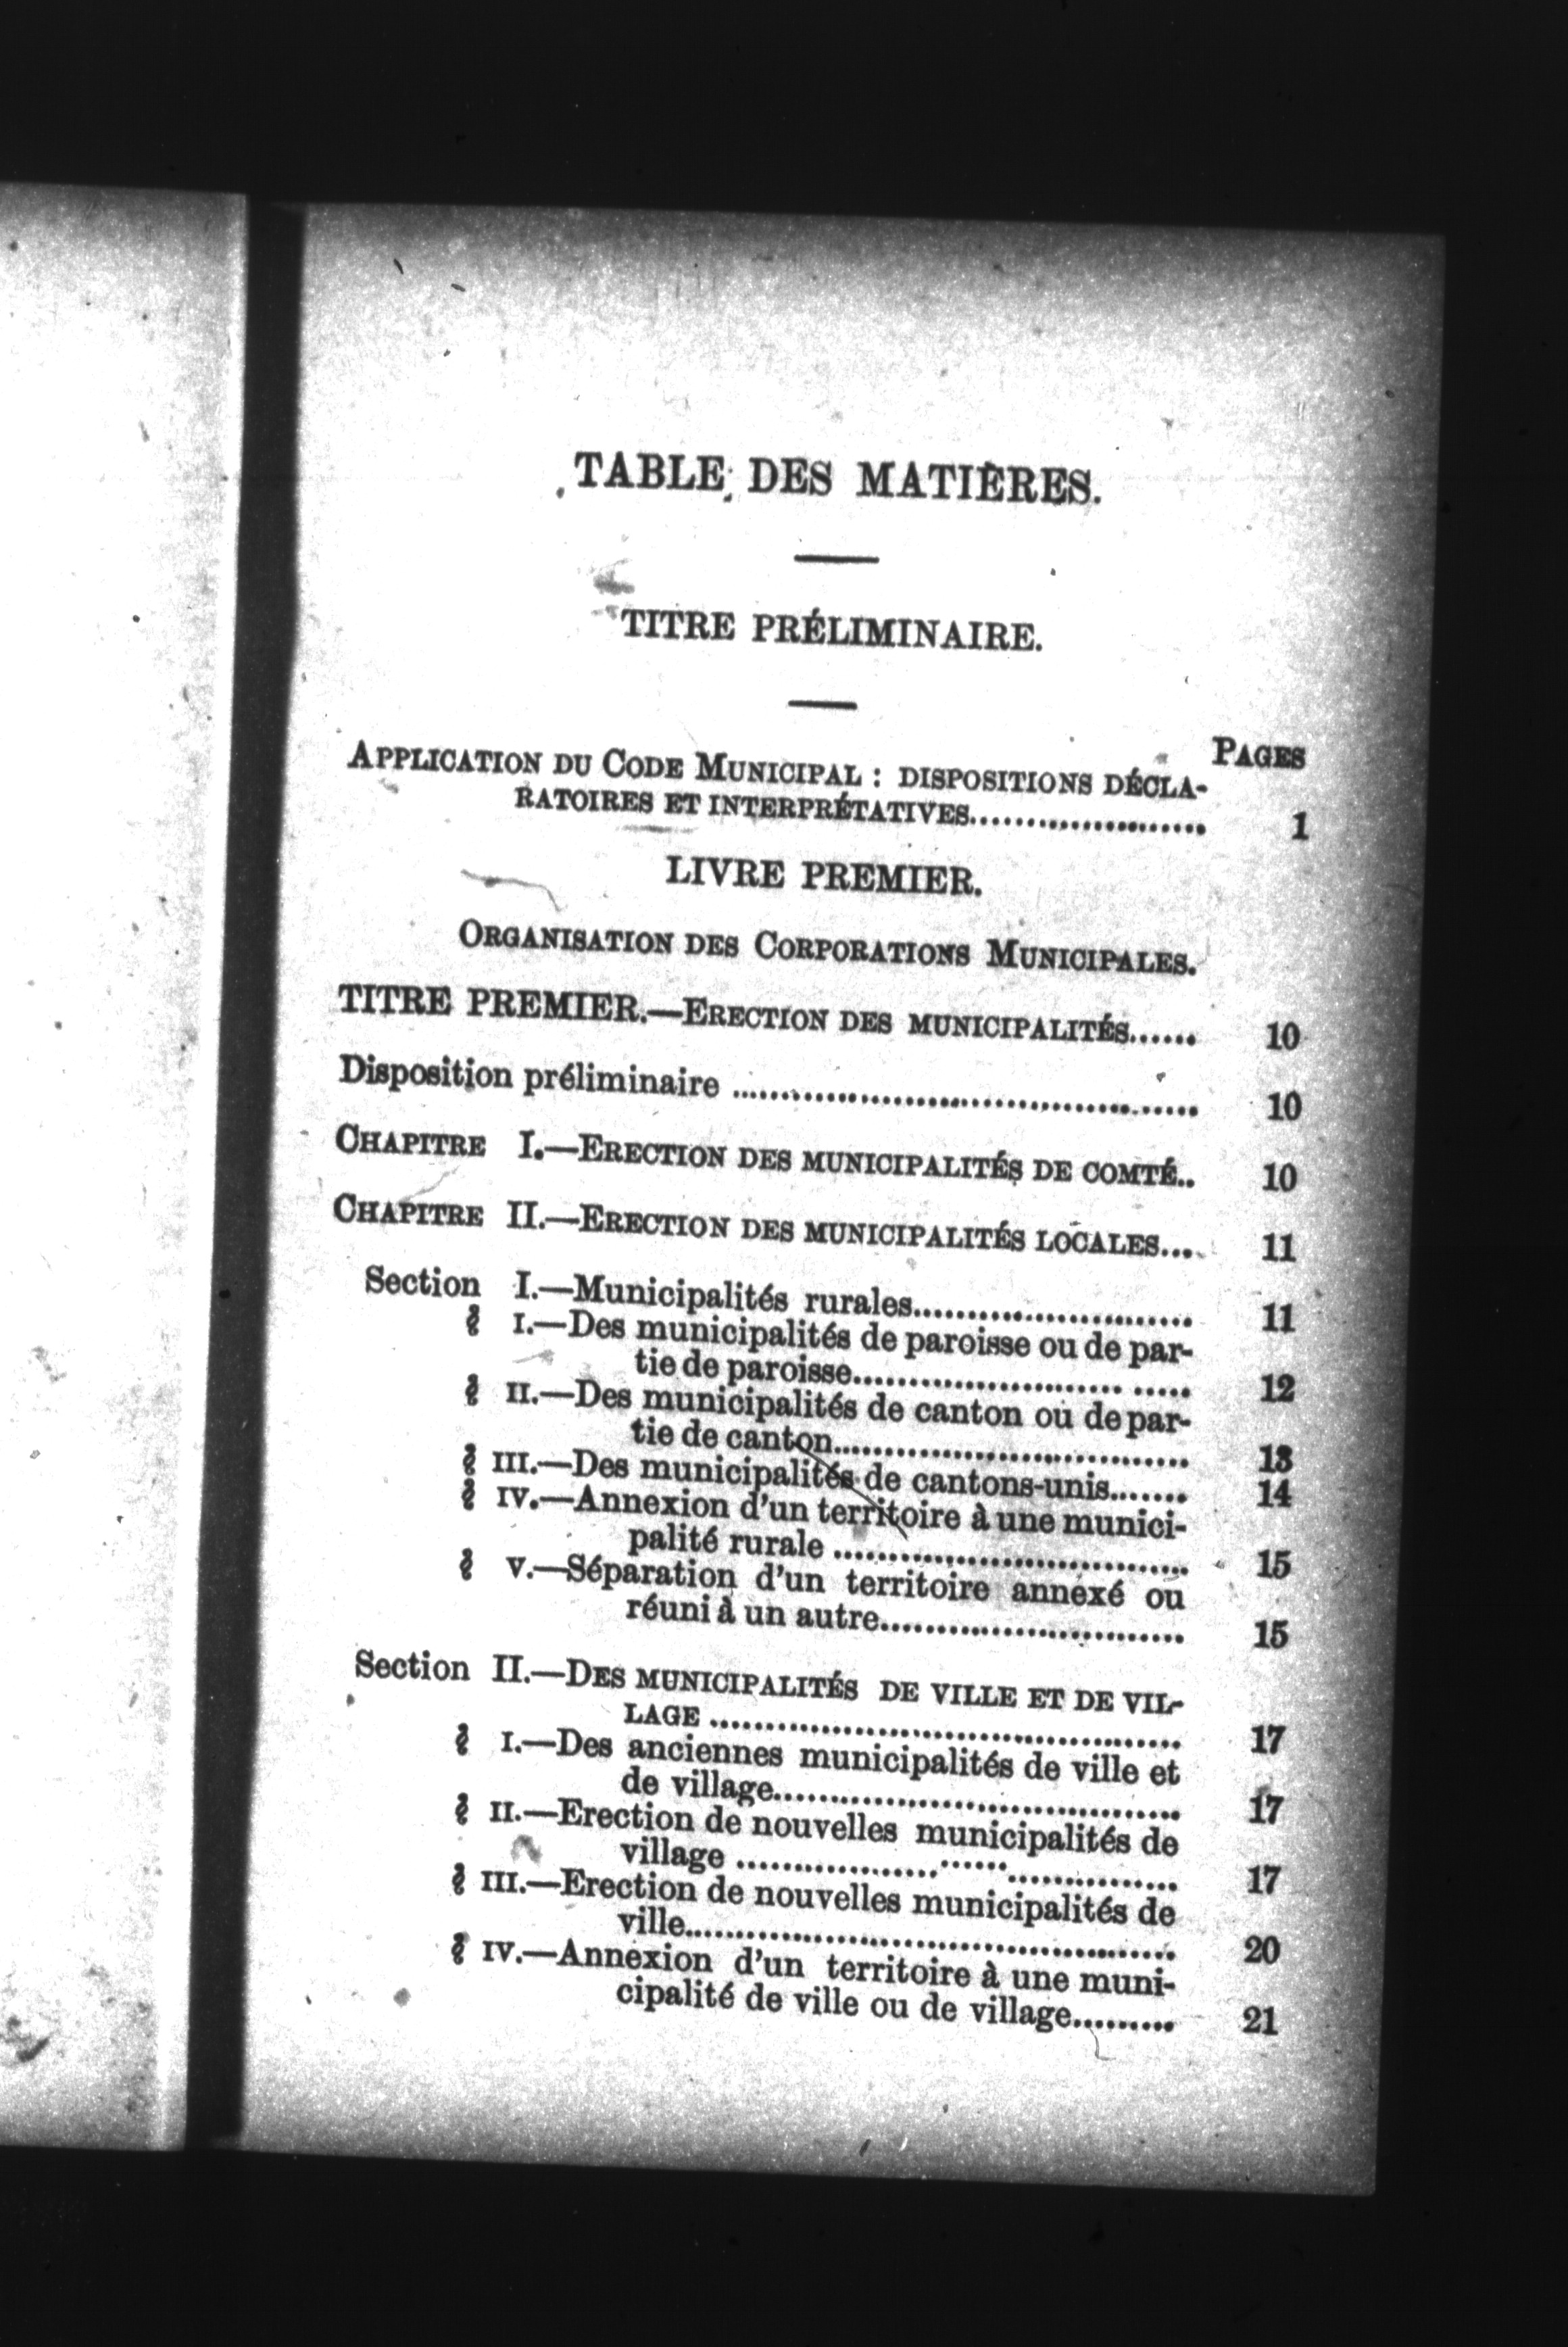 TABLE DES MATIÈRES.
TITRE PRÉLIMINAIRE.
PAGES
APPLICATION DU CODE MUNICIPAL : DISPOSITIONS DÉCLA-
RATOIRES ET INTERPRÉTATIVES........................ 1
LIVRE PREMIER.
ORGANISATION DES CORPORATIONS MUNICIPALES.
TITRE PREMIER.—ERECTION DES MUNICIPALITÉS...... 10
Disposition préliminaire .......................................... 10
CHAPITRE I.—ERECTION DES MUNICIPALITÉS DE COMTÉ.. 10
CHAPITRE II.—ERECTION DES MUNICIPALITÉS LOCALES... 11
Section I.—Municipalités rurales......................... 11
§ I.—Des municipalités de paroisse ou de par-
tie de paroisse.............................. 12
§ II.—Des municipalités de canton ou de par-
tie de canton................................ 13
§ III.—Des municipalités de cantons-unis....... 14
§ IV.—Annexion d'un territoire à une munici-
palité rurale ................................ 15
§ V.—Séparation d'un territoire annexé ou
réuni à un autre............................ 15
Section II.—DES MUNICIPALITÉS DE VILLE ET DE VIL-
LAGE .......................................... 17
§ I.—Des anciennes municipalités de ville et
de village..................................... 17
§ II.—Erection de nouvelles municipalités de
village ........................................ 17
§ III.—Erection de nouvelles municipalités de
ville............................................ 20
§ IV.—Annexion d'un territoire à une muni-
cipalité de ville ou de village......... 21